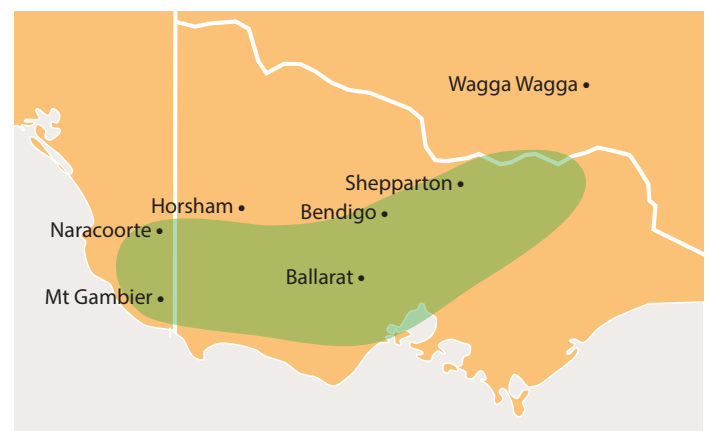 Wagga Wagga
Shepparton
Horsham
Bendigo
Naracoorte
Ballarat
Mt Gambier